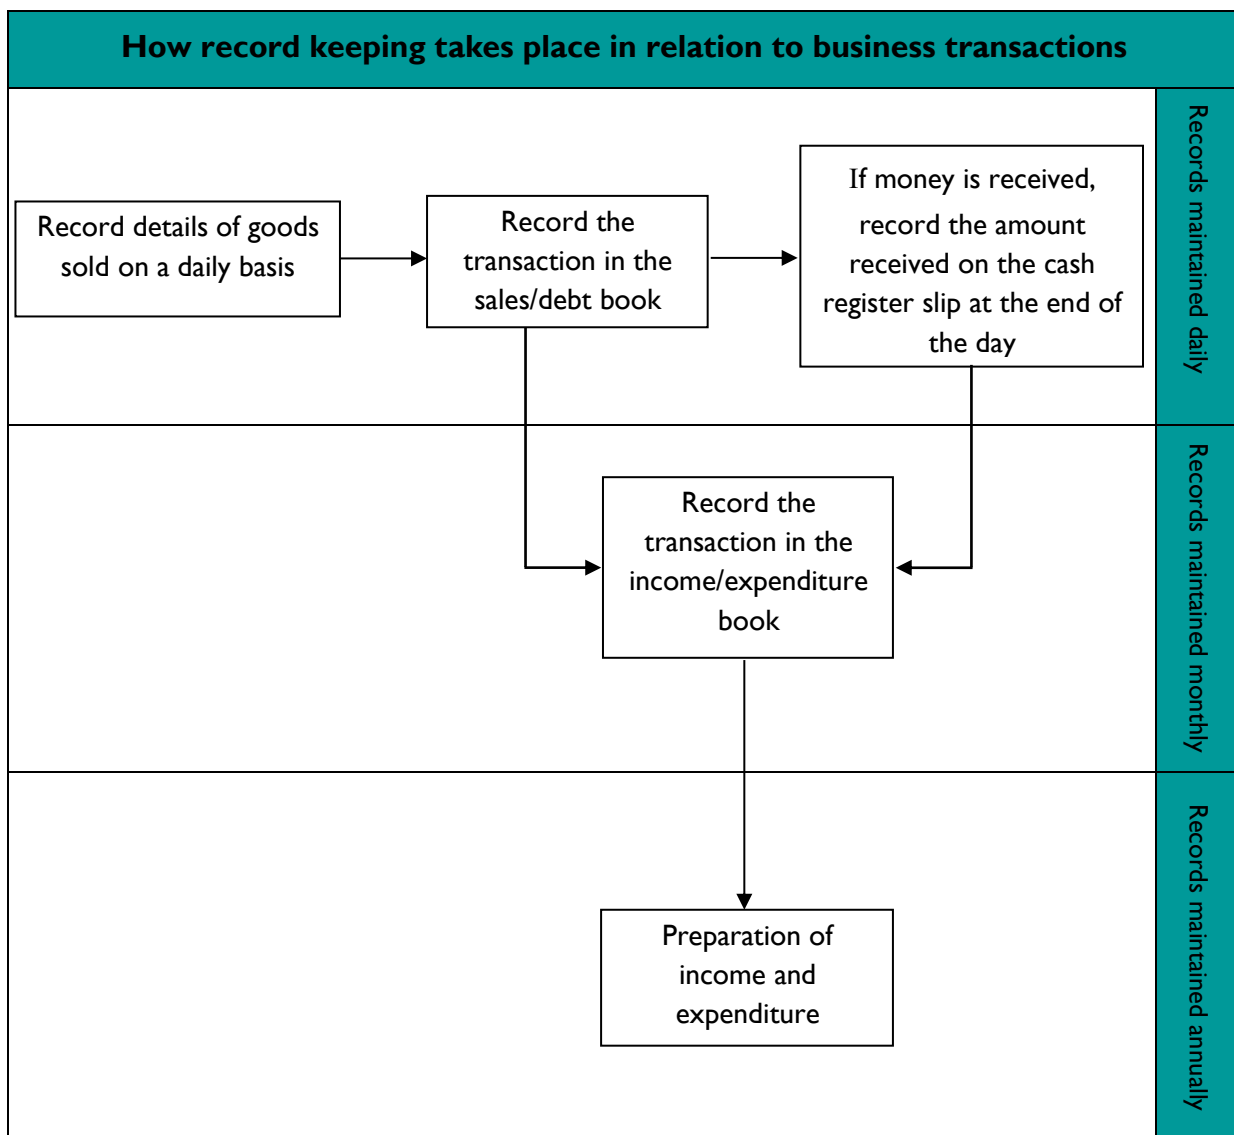 How record keeping takes place in relation to business transactions
Record details of goods
sold on a daily basis
Record the
transaction in the
sales/debt book
If money is received,
record the amount
received on the cash
register slip at the end of
the day
Records maintained daily
Record the
transaction in the
income/expenditure
book
Records maintained monthly
Preparation of
income and
expenditure
Records maintained annually